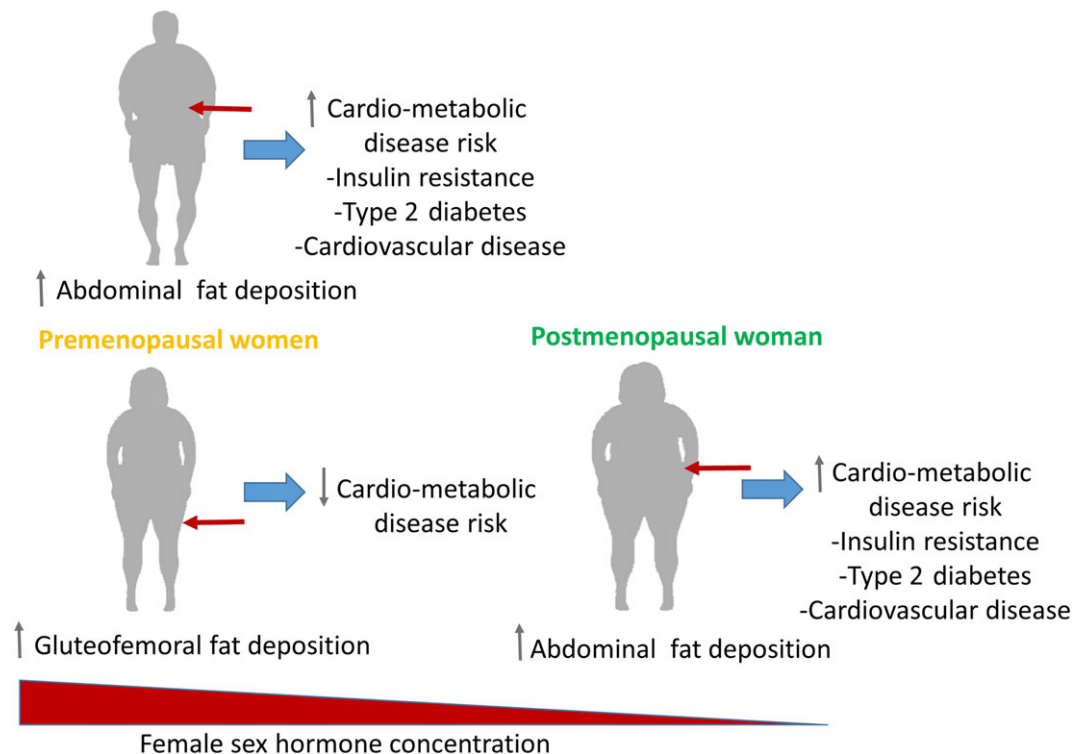 ↑ Cardio-metabolic
disease risk
-Insulin resistance
-Type 2 diabetes
-Cardiovascular disease
↑ Abdominal fat deposition
Premenopausal women
↓ Cardio-metabolic
disease risk
↑ Gluteofemoral fat deposition
Postmenopausal woman
↑ Cardio-metabolic
disease risk
-Insulin resistance
-Type 2 diabetes
-Cardiovascular disease
↑ Abdominal fat deposition
Female sex hormone concentration